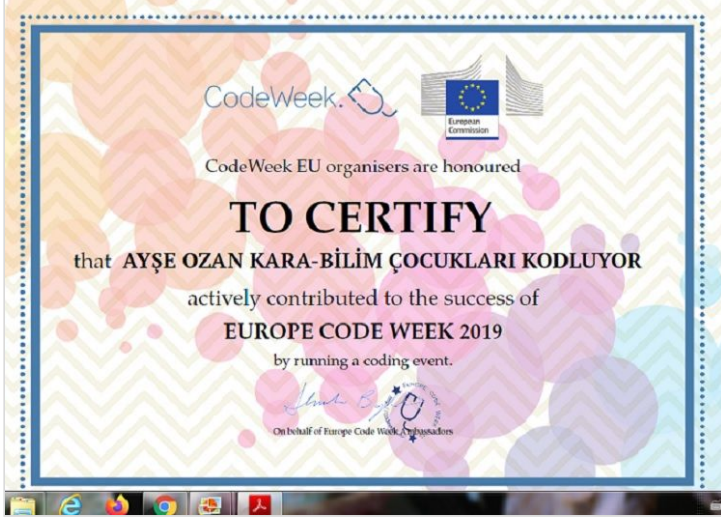 CodeWeek.
European
Commission
CodeWeek EU organisers are honoured
TO CERTIFY
that AYŞE OZAN KARA-BİLİM ÇOCUKLARI KODLUYOR
actively contributed to the success of
EUROPE CODE WEEK 2019
by running a coding event.
On behalf of Europe Code Week Ambassadors